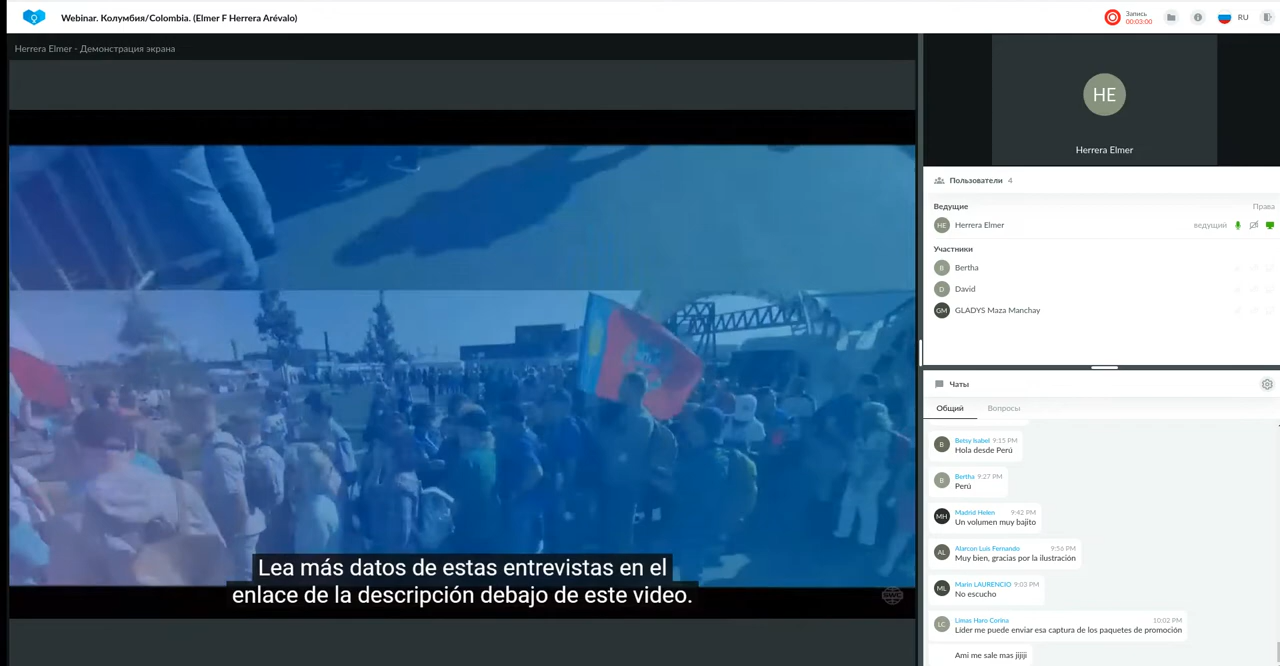 Webinar. Колумбия/Colombia. (Elmer F Herrera Arévalo)
Запись
00:03:00
RU
Herrera Elmer - Демонстрация экрана
HE
Herrera Elmer
Пользователи 4
Ведущие Права
HE Herrera Elmer ведущий
Участники
B Bertha
D David
GM GLADYS Maza Manchay
Чаты
Общий Вопросы
B Betsy Isabel 9:15 PM
Hola desde Perú
B Bertha 9:27 PM
Perú
MH Madrid Helen 9:42 PM
Un volumen muy bajito
AL Alarcon Luis Fernando 9:56 PM
Muy bien, gracias por la ilustración
ML Marin LAURENCIO 9:03 PM
No escucho
LC Limas Haro Corina 10:02 PM
Líder me puede enviar esa captura de los paquetes de promoción
Ami me sale mas jijiji
Lea más datos de estas entrevistas en el
enlace de la descripción debajo de este video.